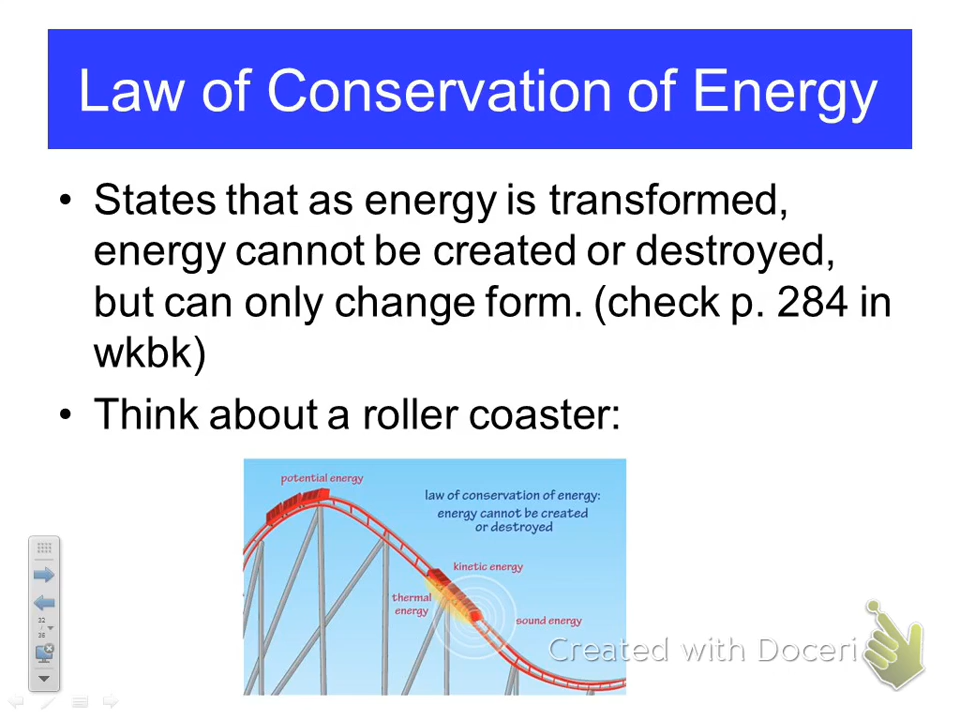 Law of Conservation of Energy
• States that as energy is transformed,
energy cannot be created or destroyed,
but can only change form. (check p. 284 in
wkbk)
• Think about a roller coaster:
potential energy
law of conservation of energy:
energy cannot be created
or destroyed
kinetic energy
thermal
energy
sound energy
32
/
36
Created with Doceri